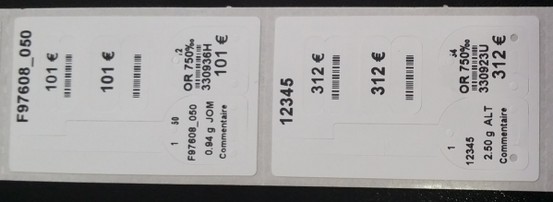 F97608_050
101 €
101 €
1 50
F97608_050
0.94 g JOM
Commentaire
OR 750‰
330936H
101 €
12345
312 €
312 €
1
12345
2.50 g ALT
Commentaire
OR 750‰
330923U
312 €